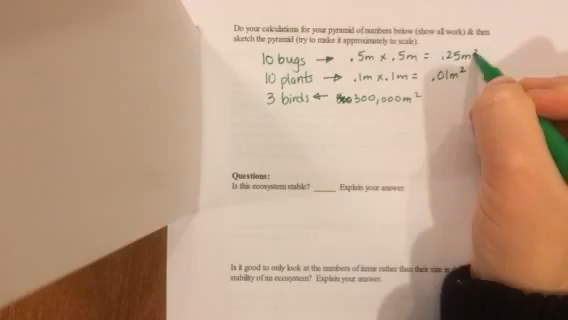 Do your calculations for your pyramid of numbers below (show all work) & then
sketch the pyramid (try to make it approximately to scale).
10 bugs → .5m x .5m = .25m²
10 plants → .1m x .1m = .01m²
3 birds ← 300,000m²
Questions:
Is this ecosystem stable? _____ Explain your answer.
Is it good to only look at the numbers of items rather than their size in
stability of an ecosystem? Explain your answer.